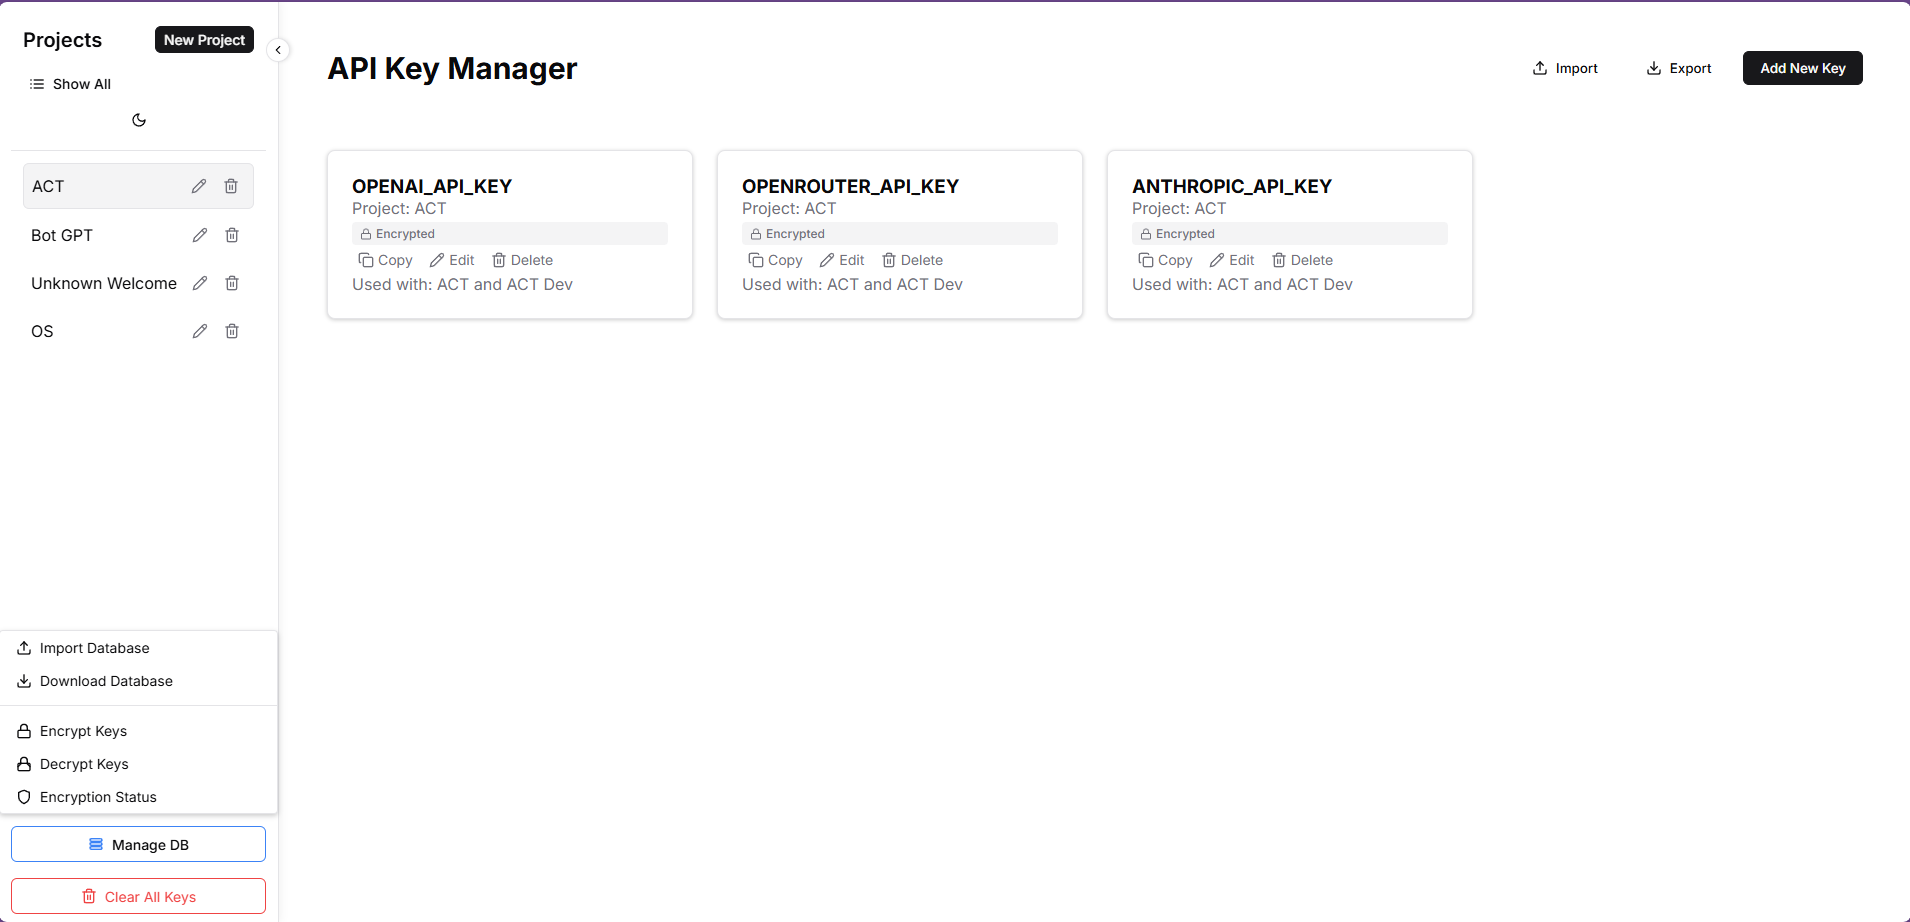 Projects
New Project
Show All
ACT
Bot GPT
Unknown Welcome
OS
Import Database
Download Database
Encrypt Keys
Decrypt Keys
Encryption Status
Manage DB
Clear All Keys
API Key Manager
Import
Export
Add New Key
OPENAI_API_KEY
Project: ACT
Encrypted
Copy Edit Delete
Used with: ACT and ACT Dev
OPENROUTER_API_KEY
Project: ACT
Encrypted
Copy Edit Delete
Used with: ACT and ACT Dev
ANTHROPIC_API_KEY
Project: ACT
Encrypted
Copy Edit Delete
Used with: ACT and ACT Dev